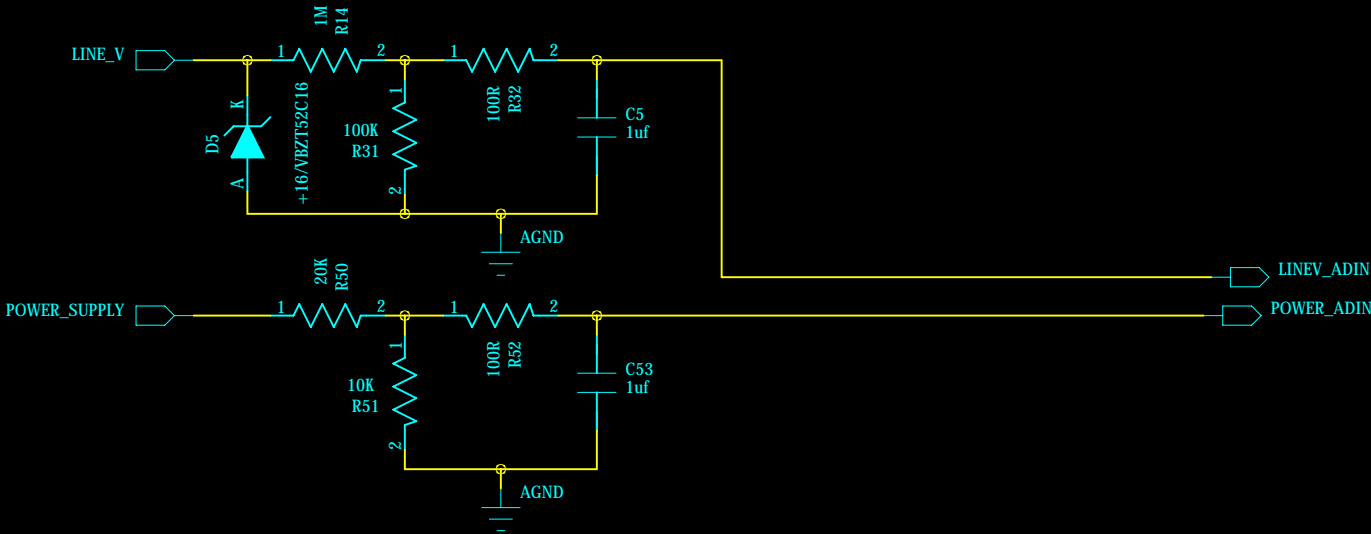 1M
R14
LINE_V
1
2
1
2
K
D5
A
+16/VBZT52C16
1
100K
R31
2
100R
R32
C5
1uf
AGND
LINEV_ADIN
20K
R50
POWER_SUPPLY
1
2
1
2
POWER_ADIN
1
10K
R51
2
100R
R52
C53
1uf
AGND